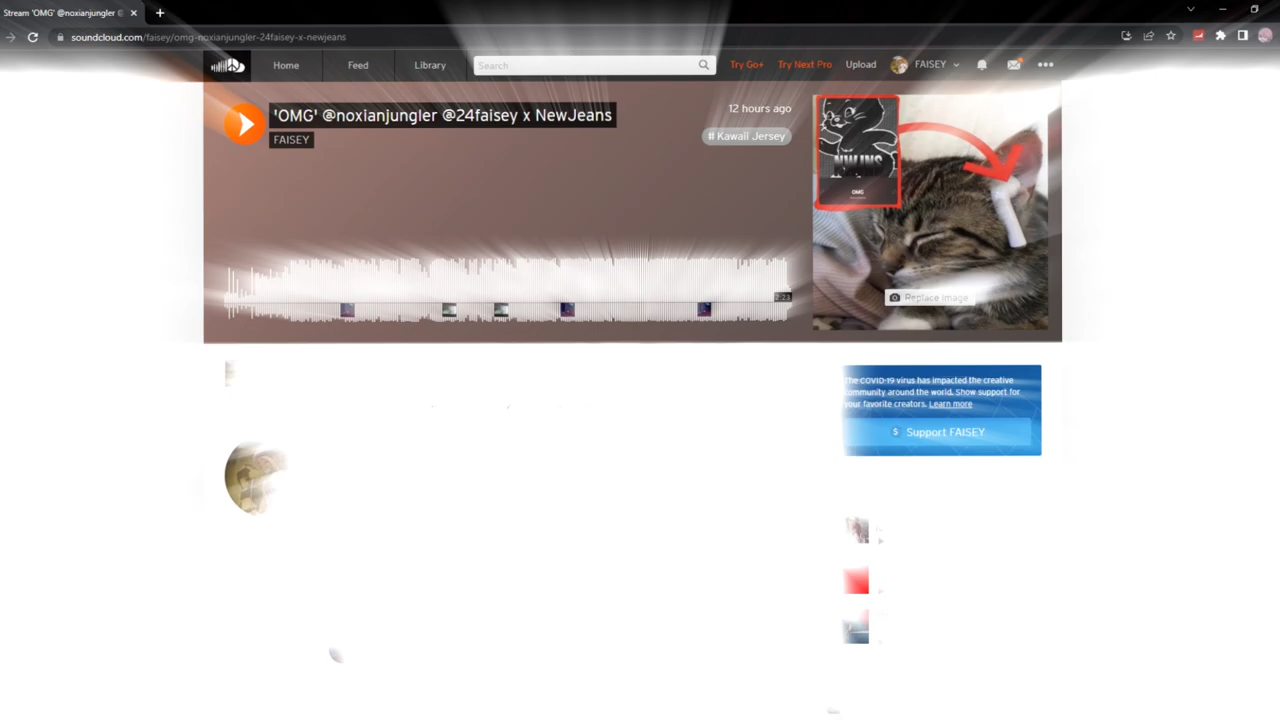 Stream 'OMG' @noxianjungler @
soundcloud.com/faisey/omg-noxianjungler-24faisey-x-newjeans
Home
Feed
Library
Search
Try Go+
Try Next Pro
Upload
FAISEY
'OMG' @noxianjungler @24faisey x NewJeans
FAISEY
12 hours ago
# Kawaii Jersey
NWJNS
OMG
Replace image
2:23
The COVID-19 virus has impacted the creative
community around the world. Show support for
your favorite creators. Learn more
Support FAISEY